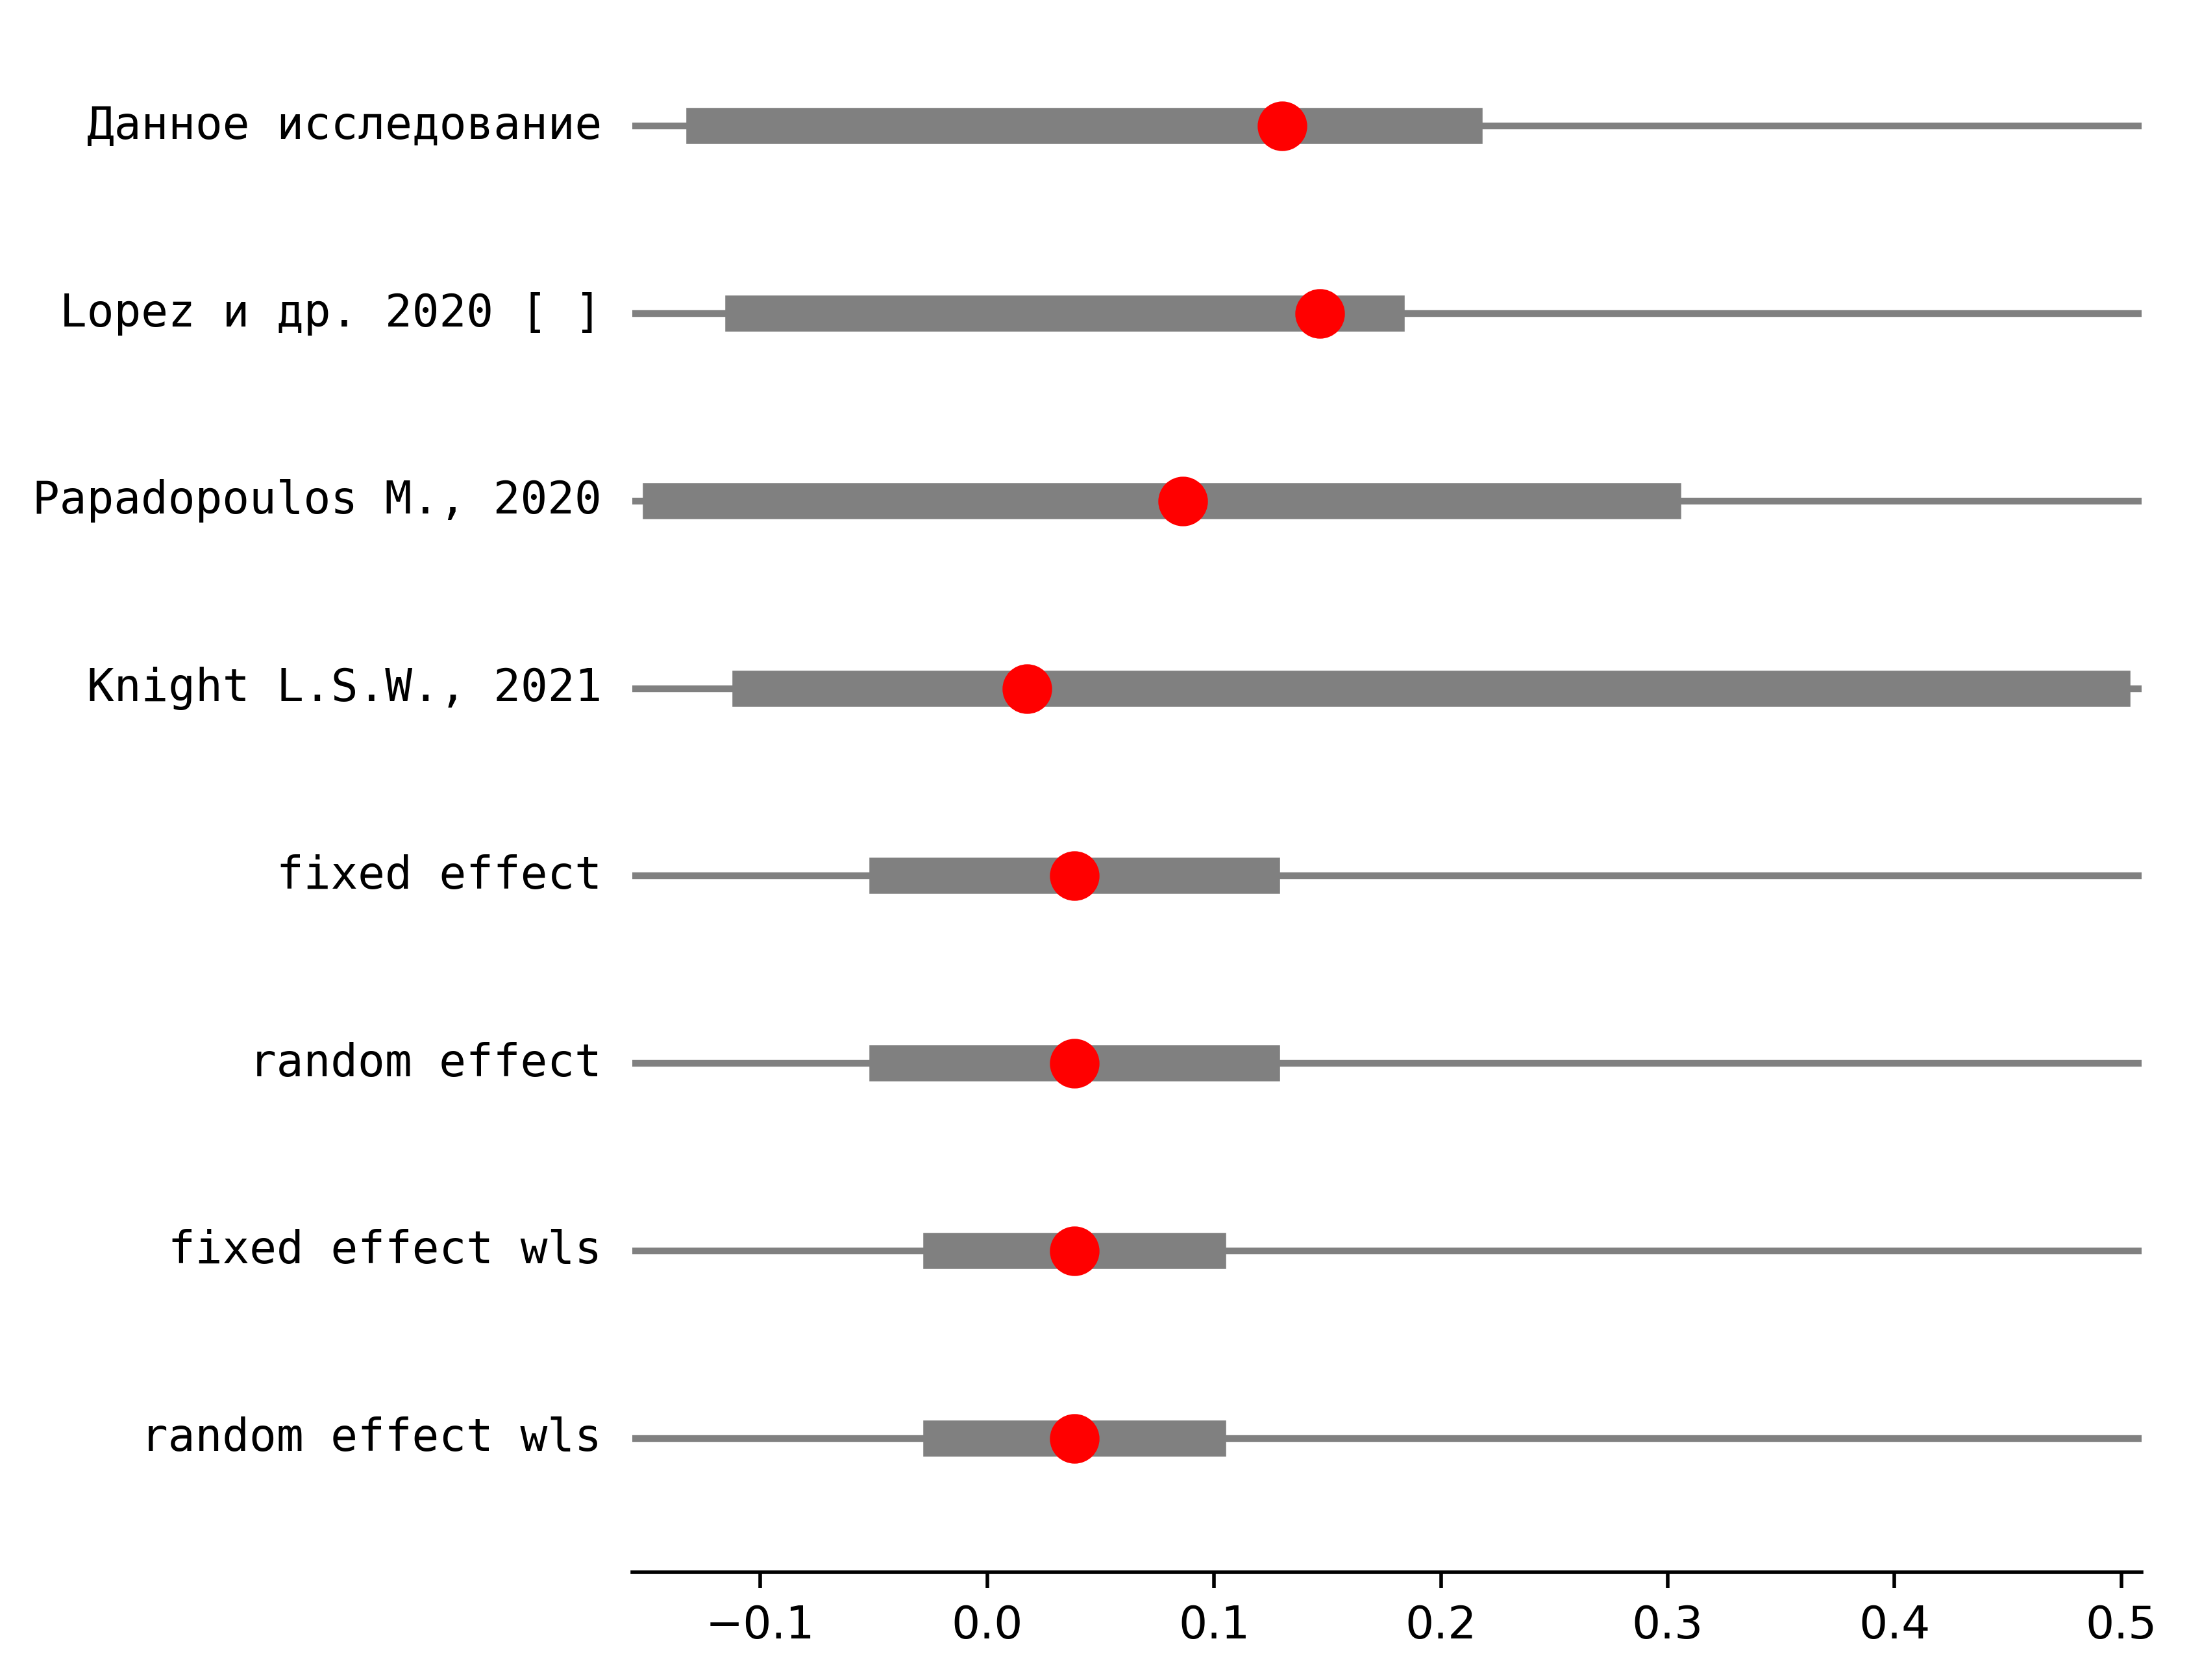 Данное исследование
Lopez и др. 2020 [ ]
Papadopoulos M., 2020
Knight L.S.W., 2021
fixed effect
random effect
fixed effect wls
random effect wls
−0.1 0.0 0.1 0.2 0.3 0.4 0.5